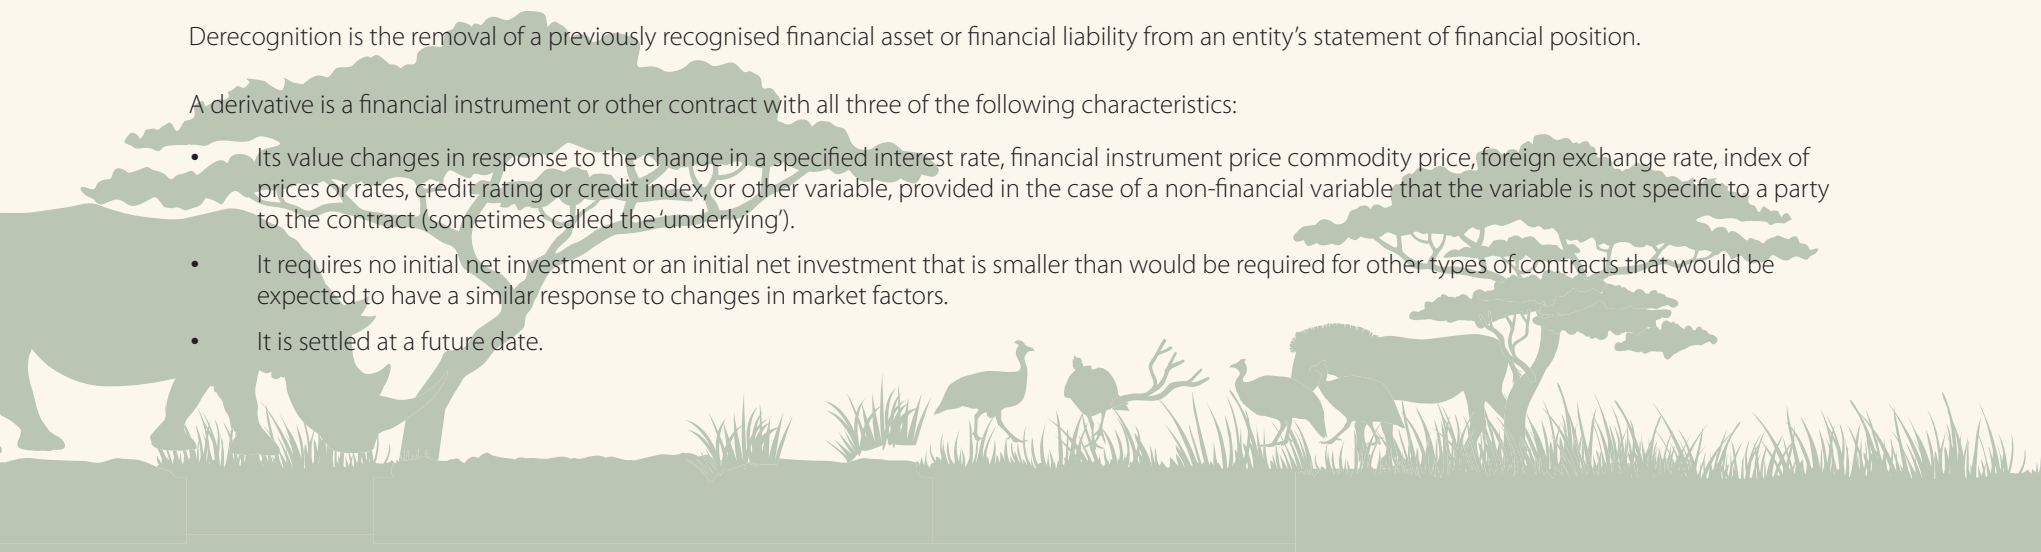 Derecognition is the removal of a previously recognised financial asset or financial liability from an entity’s statement of financial position.
A derivative is a financial instrument or other contract with all three of the following characteristics:
• Its value changes in response to the change in a specified interest rate, financial instrument price commodity price, foreign exchange rate, index of
prices or rates, credit rating or credit index, or other variable, provided in the case of a non-financial variable that the variable is not specific to a party
to the contract (sometimes called the ‘underlying’).
• It requires no initial net investment or an initial net investment that is smaller than would be required for other types of contracts that would be
expected to have a similar response to changes in market factors.
• It is settled at a future date.